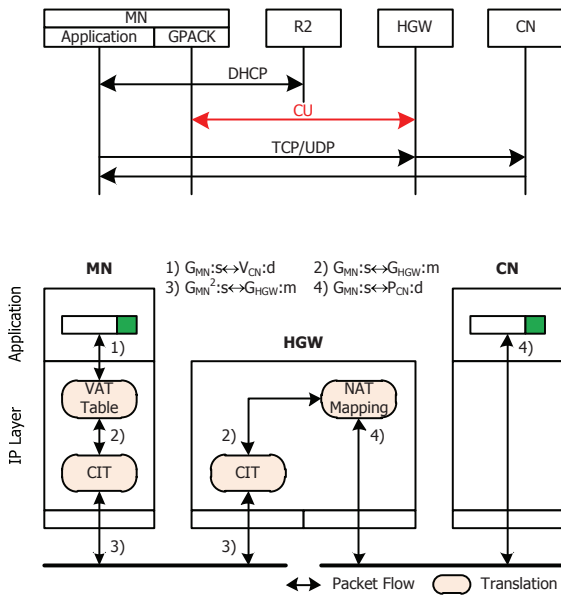 MN
Application
GPACK
R2
HGW
CN
DHCP
CU
TCP/UDP
MN
1) G_MN:s↔V_CN:d
2) G_MN:s↔G_HGW:m
CN
3) G_MN²:s↔G_HGW:m
4) G_MN:s↔P_CN:d
Application
HGW
1)
4)
IP Layer
VAT
Table
NAT
Mapping
2)
2)
4)
CIT
CIT
3)
3)
Packet Flow
Translation